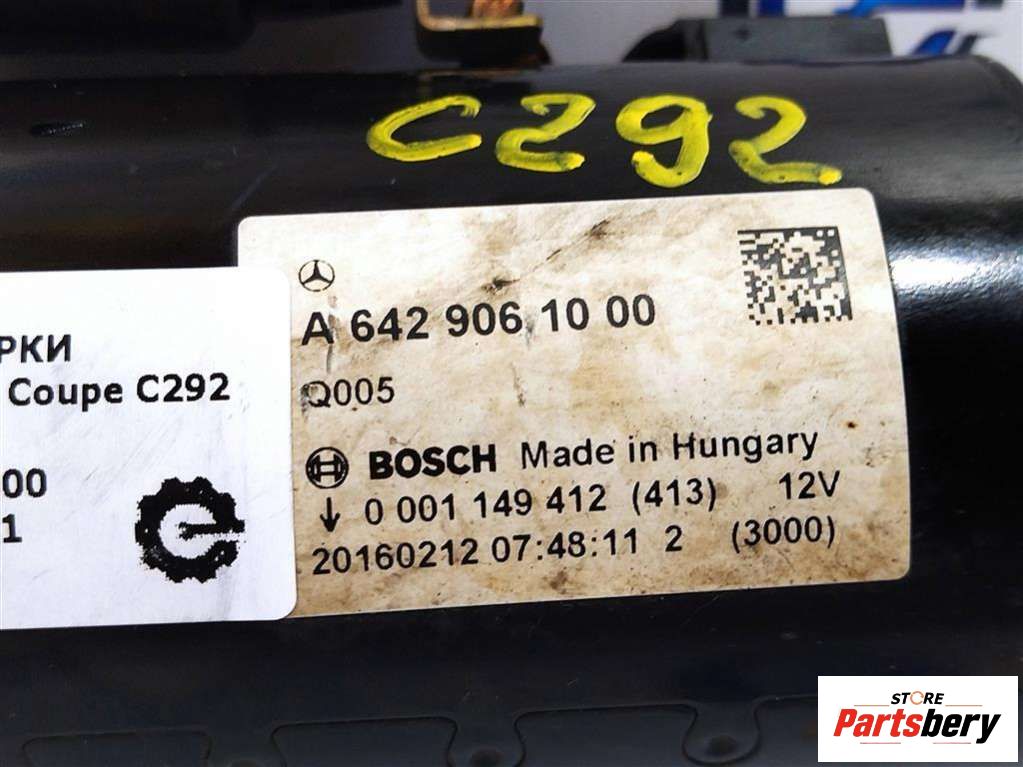 C292
A 642 906 10 00
Q005
BOSCH Made in Hungary
↓ 0 001 149 412 (413) 12V
20160212 07:48:11 2 (3000)
РКИ
Coupe C292
00
1
STORE
Partsbery